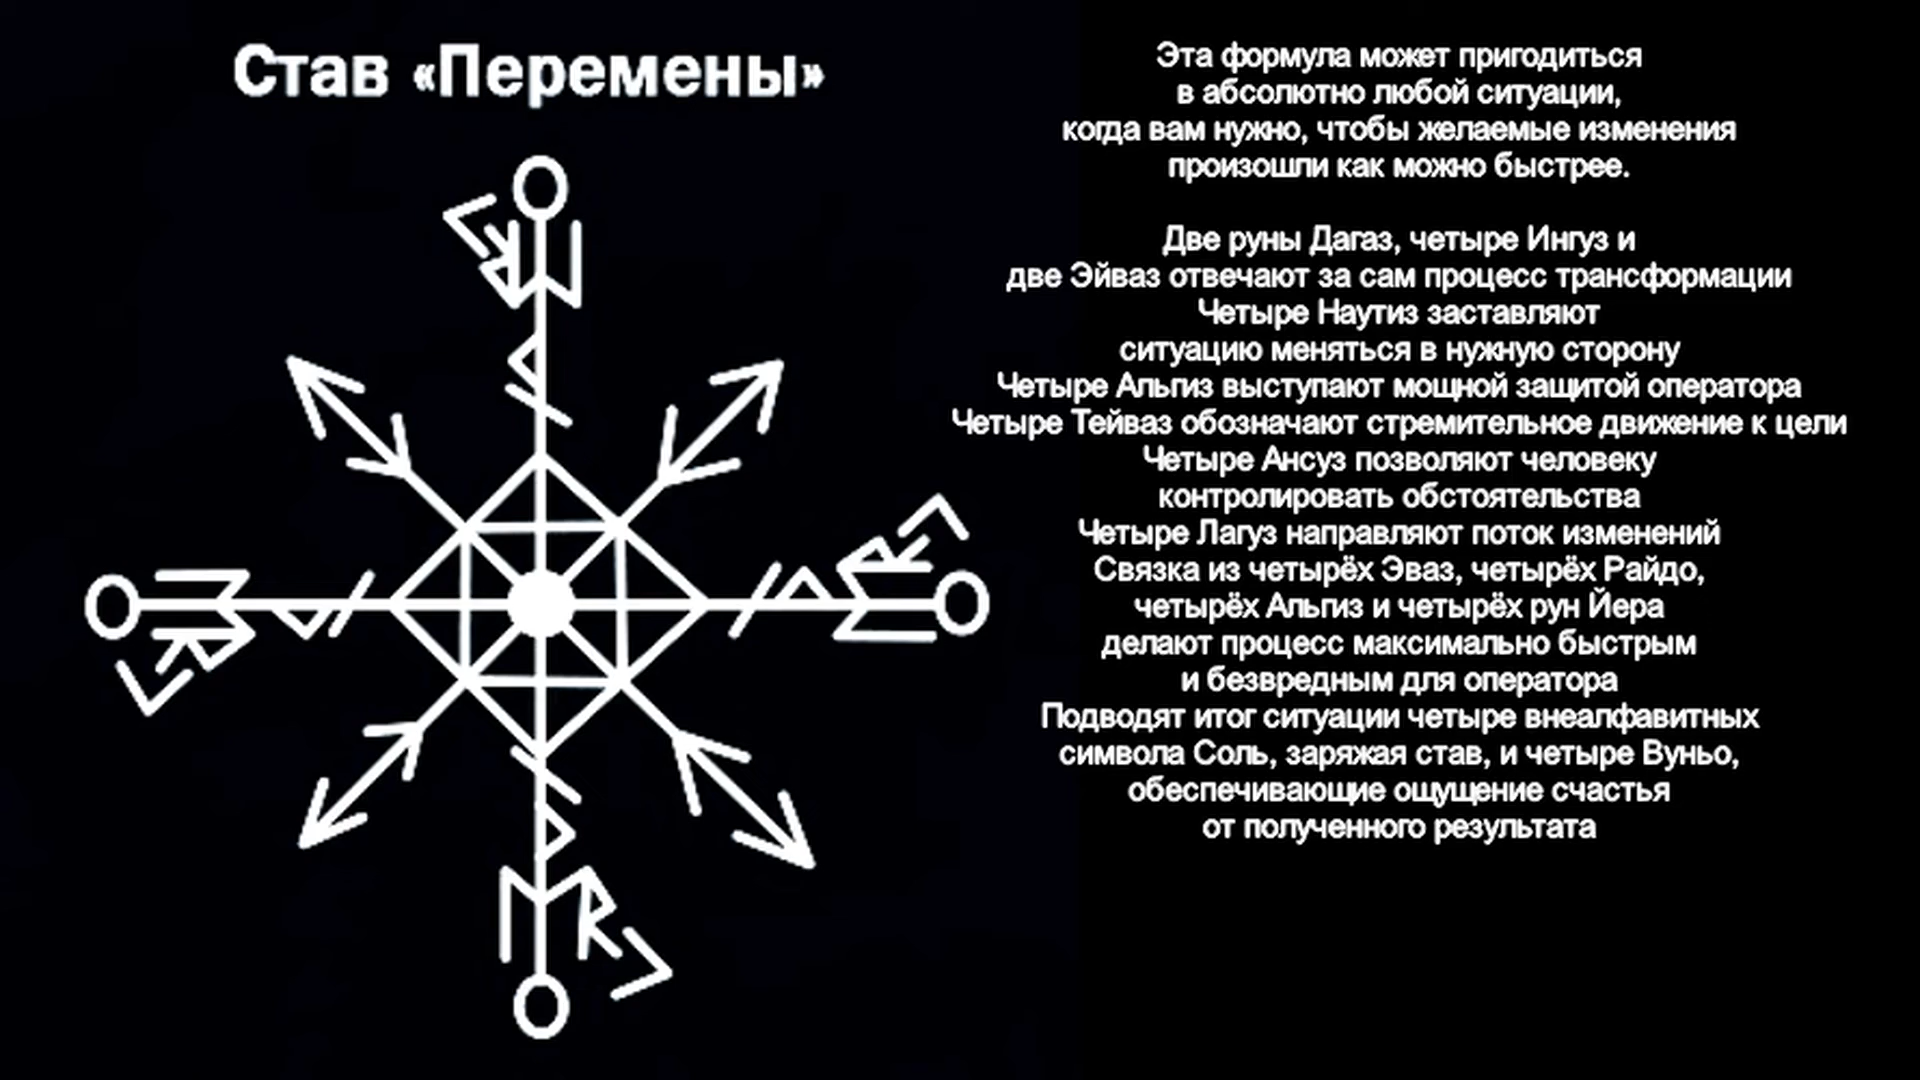 Став «Перемены»
Эта формула может пригодиться
в абсолютно любой ситуации,
когда вам нужно, чтобы желаемые изменения
произошли как можно быстрее.
Две руны Дагаз, четыре Ингуз и
две Эйваз отвечают за сам процесс трансформации
Четыре Наутиз заставляют
ситуацию меняться в нужную сторону
Четыре Альгиз выступают мощной защитой оператора
Четыре Тейваз обозначают стремительное движение к цели
Четыре Ансуз позволяют человеку
контролировать обстоятельства
Четыре Лагуз направляют поток изменений
Связка из четырёх Эваз, четырёх Райдо,
четырёх Альгиз и четырёх рун Йера
делают процесс максимально быстрым
и безвредным для оператора
Подводят итог ситуации четыре внеалфавитных
символа Соль, заряжая став, и четыре Вуньо,
обеспечивающие ощущение счастья
от полученного результата